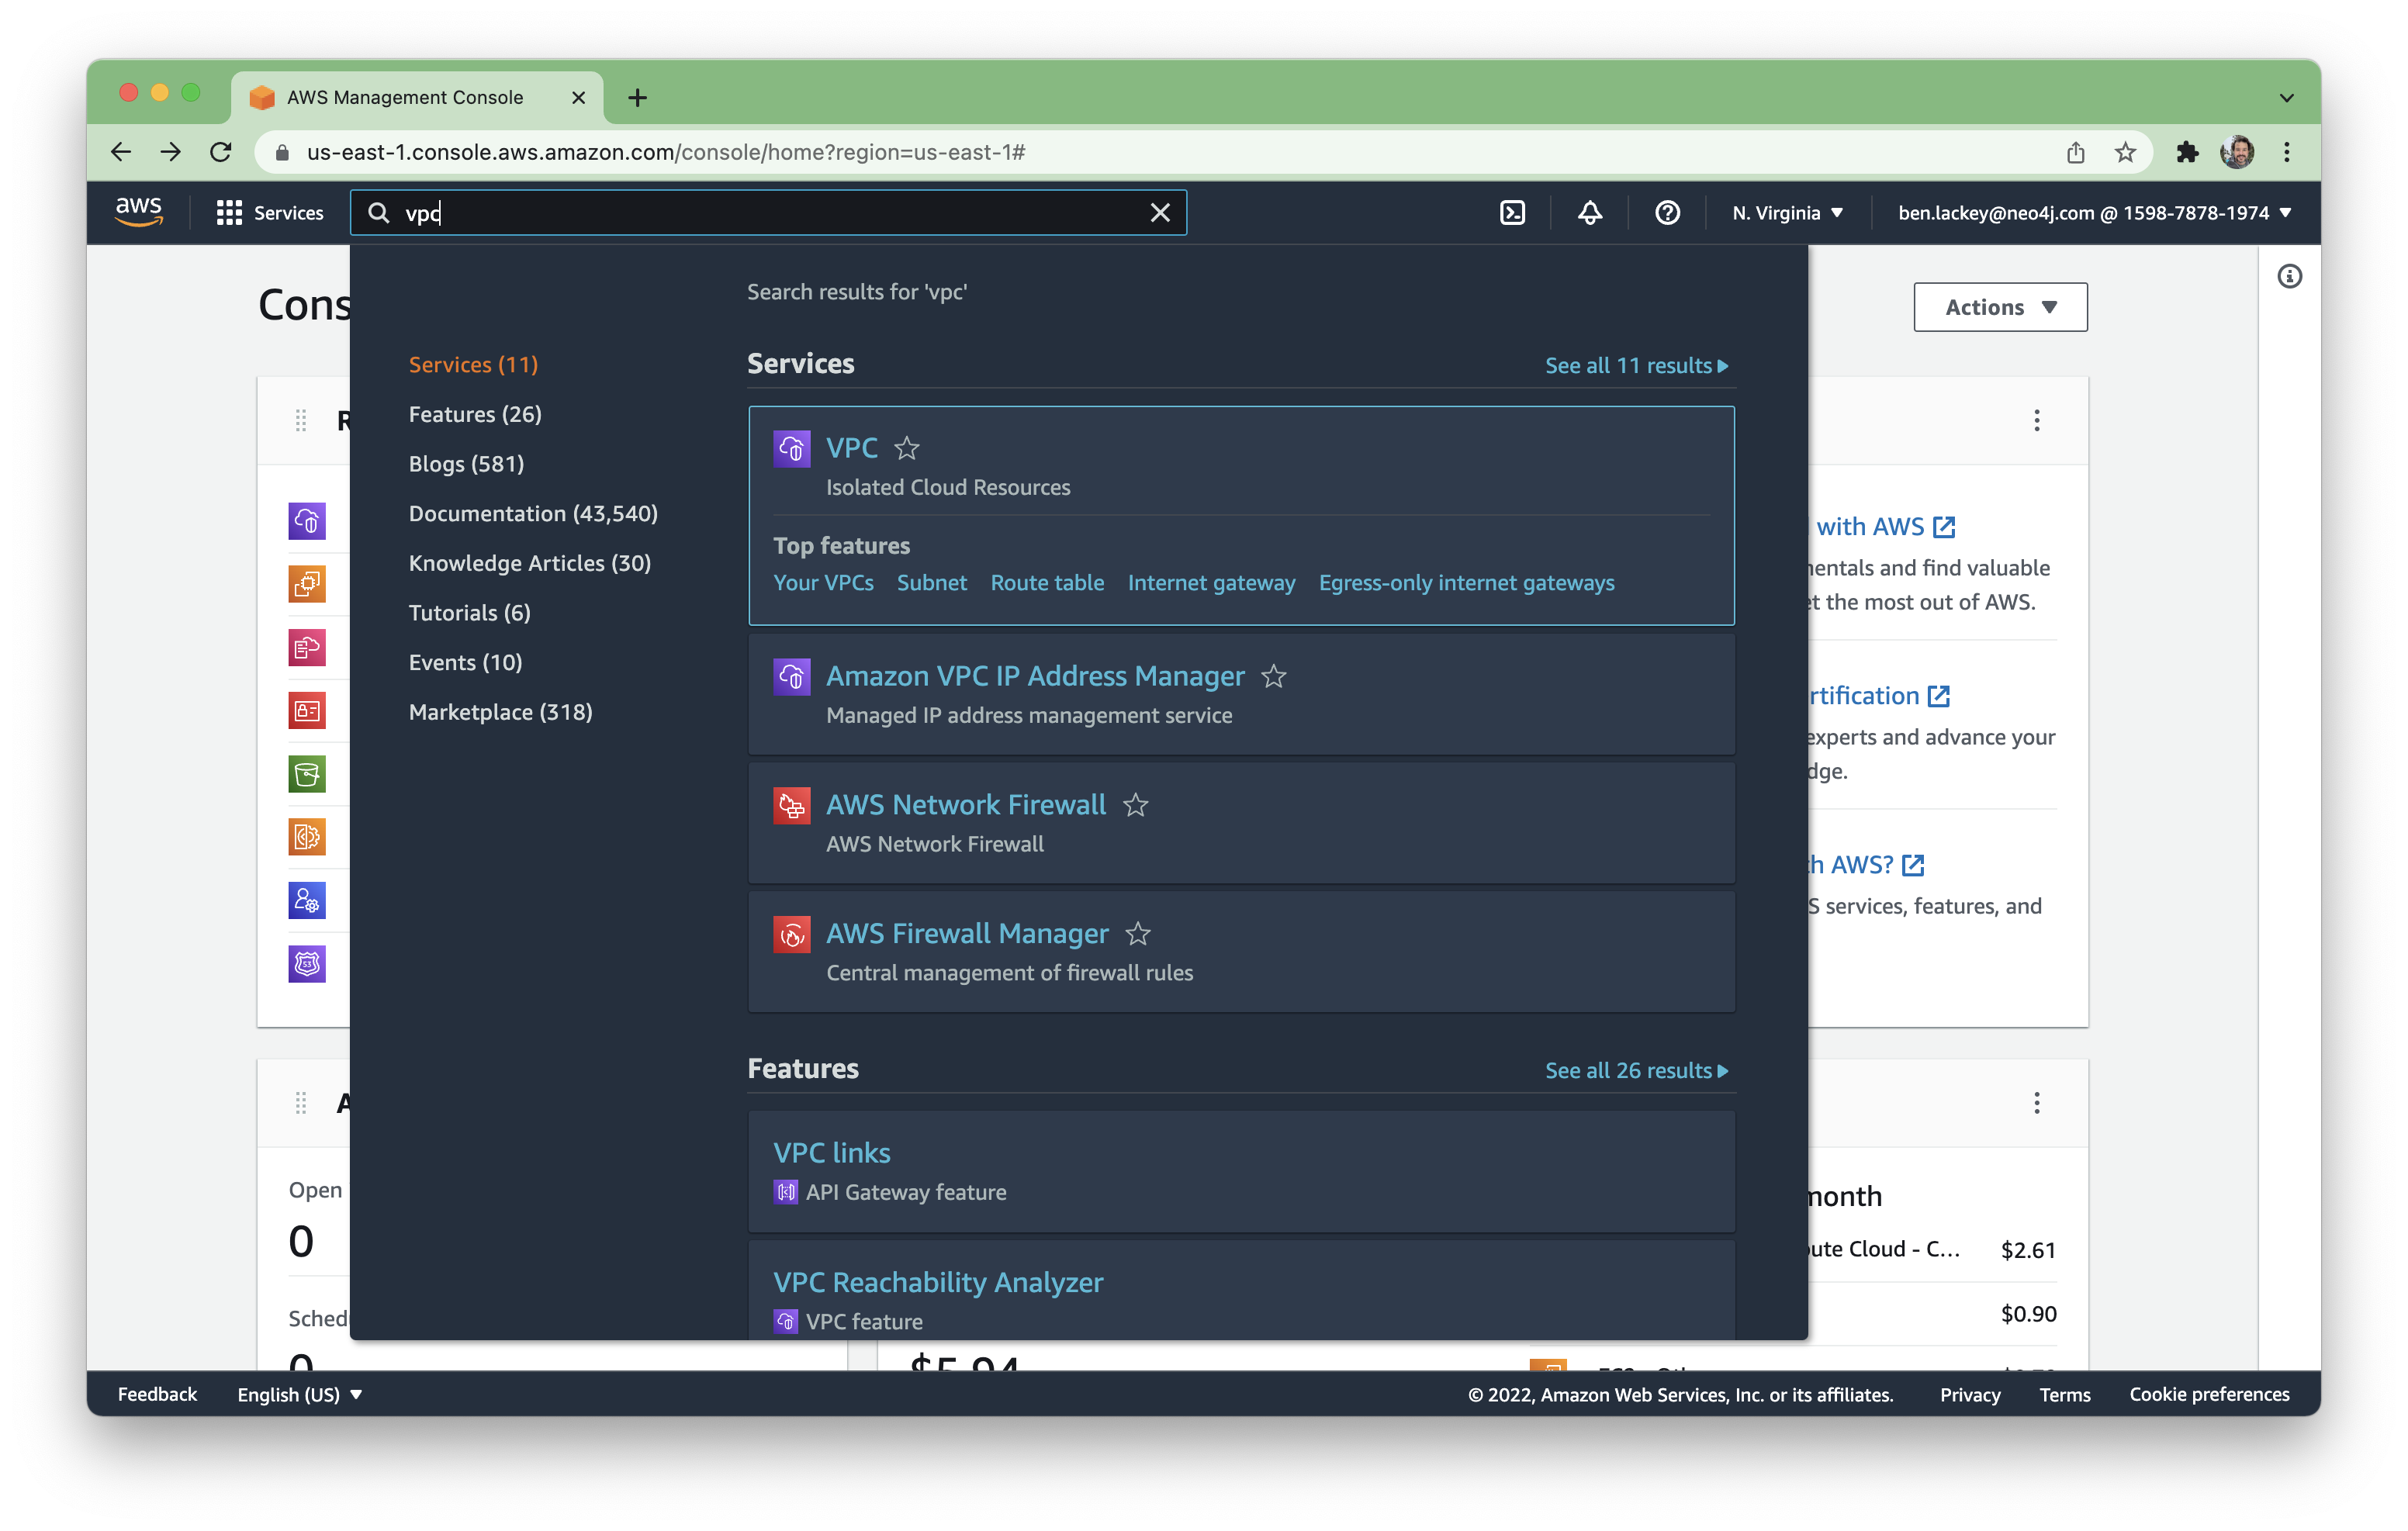 AWS Management Console
us-east-1.console.aws.amazon.com/console/home?region=us-east-1#
aws
Services
vpc
N. Virginia
ben.lackey@neo4j.com @ 1598-7878-1974
Cons
Actions
Search results for 'vpc'
Services (11)
Features (26)
Blogs (581)
Documentation (43,540)
Knowledge Articles (30)
Tutorials (6)
Events (10)
Marketplace (318)
Services
See all 11 results
VPC
Isolated Cloud Resources
Top features
Your VPCs Subnet Route table Internet gateway Egress-only internet gateways
Amazon VPC IP Address Manager
Managed IP address management service
AWS Network Firewall
AWS Network Firewall
AWS Firewall Manager
Central management of firewall rules
Features
See all 26 results
VPC links
API Gateway feature
VPC Reachability Analyzer
VPC feature
R
with AWS
mentals and find valuable
et the most out of AWS.
rtification
experts and advance your
dge.
h AWS?
S services, features, and
A
Open
0
Sched
0
month
ute Cloud - C... $2.61
$0.90
$5.94
Feedback
English (US)
© 2022, Amazon Web Services, Inc. or its affiliates.
Privacy
Terms
Cookie preferences